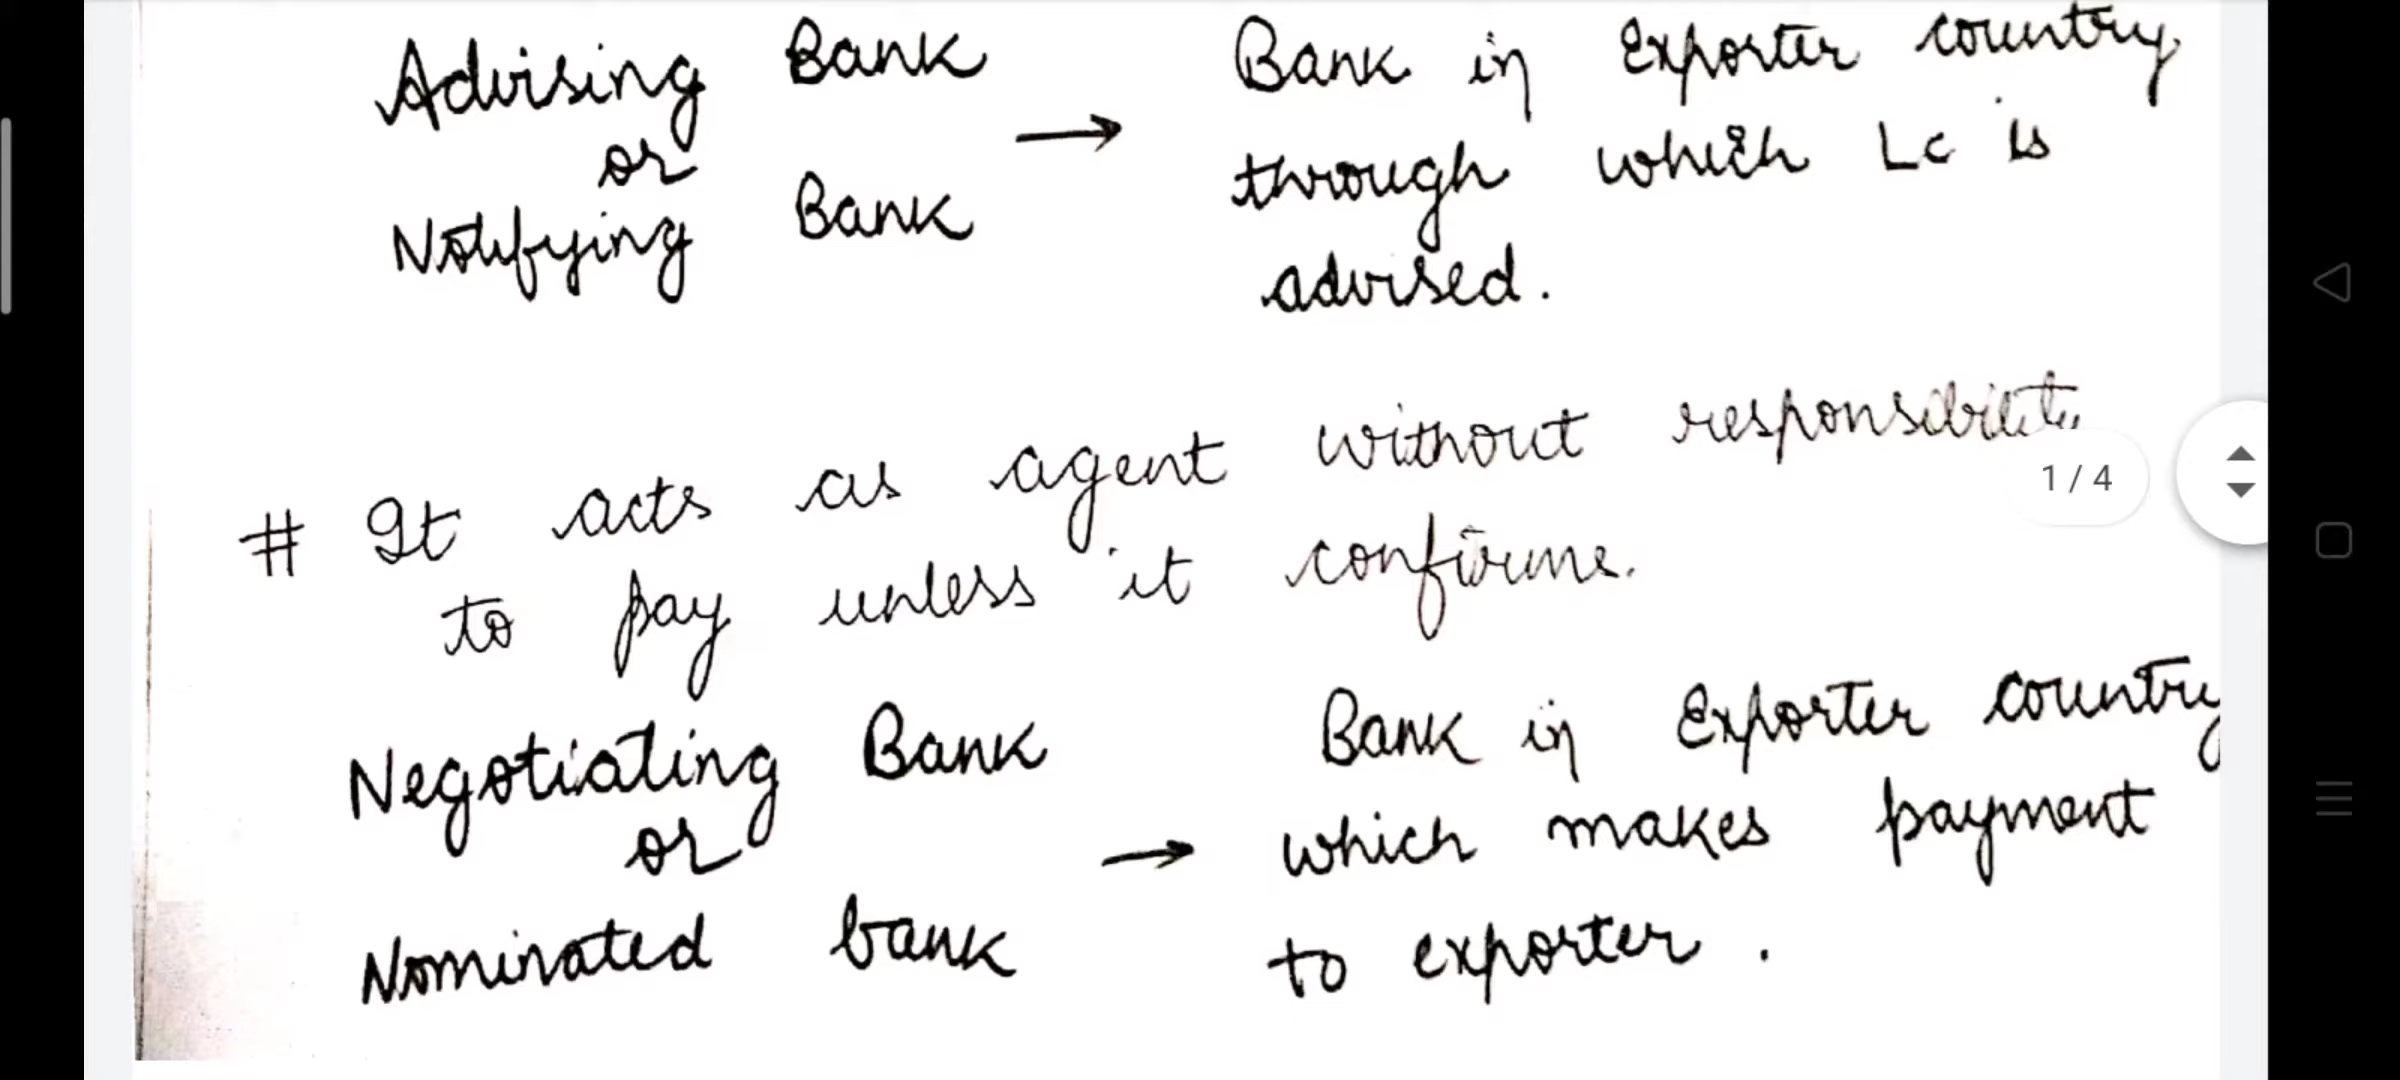 Advising Bank
or
Notifying Bank
→
Bank in Exporter country
through which Lc is
advised.
# It acts as agent without responsibility
to pay unless it confirms.
1 / 4
Negotiating Bank
or
Nominated bank
→
Bank in Exporter country
which makes payment
to exporter.